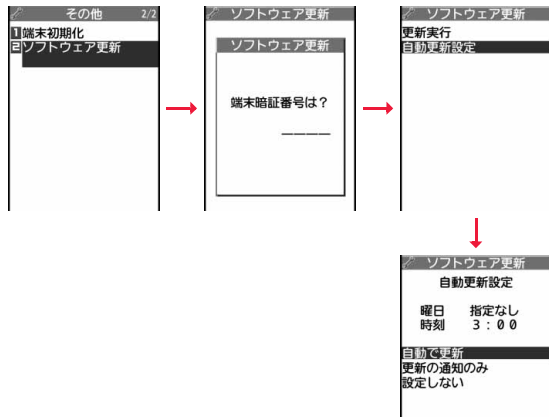 その他 2/2
1端末初期化
2ソフトウェア更新
ソフトウェア更新
ソフトウェア更新
端末暗証番号は？
____
ソフトウェア更新
更新実行
自動更新設定
ソフトウェア更新
自動更新設定
曜日 指定なし
時刻 3：00
自動で更新
更新の通知のみ
設定しない